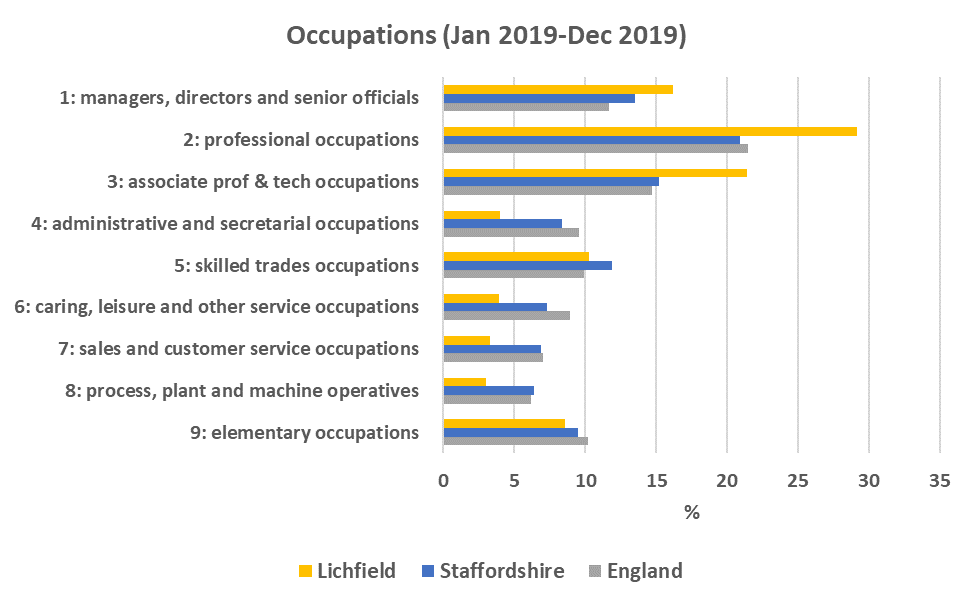 Occupations (Jan 2019-Dec 2019)
1: managers, directors and senior officials
2: professional occupations
3: associate prof & tech occupations
4: administrative and secretarial occupations
5: skilled trades occupations
6: caring, leisure and other service occupations
7: sales and customer service occupations
8: process, plant and machine operatives
9: elementary occupations
0 5 10 15 20 25 30 35
%
Lichfield Staffordshire England